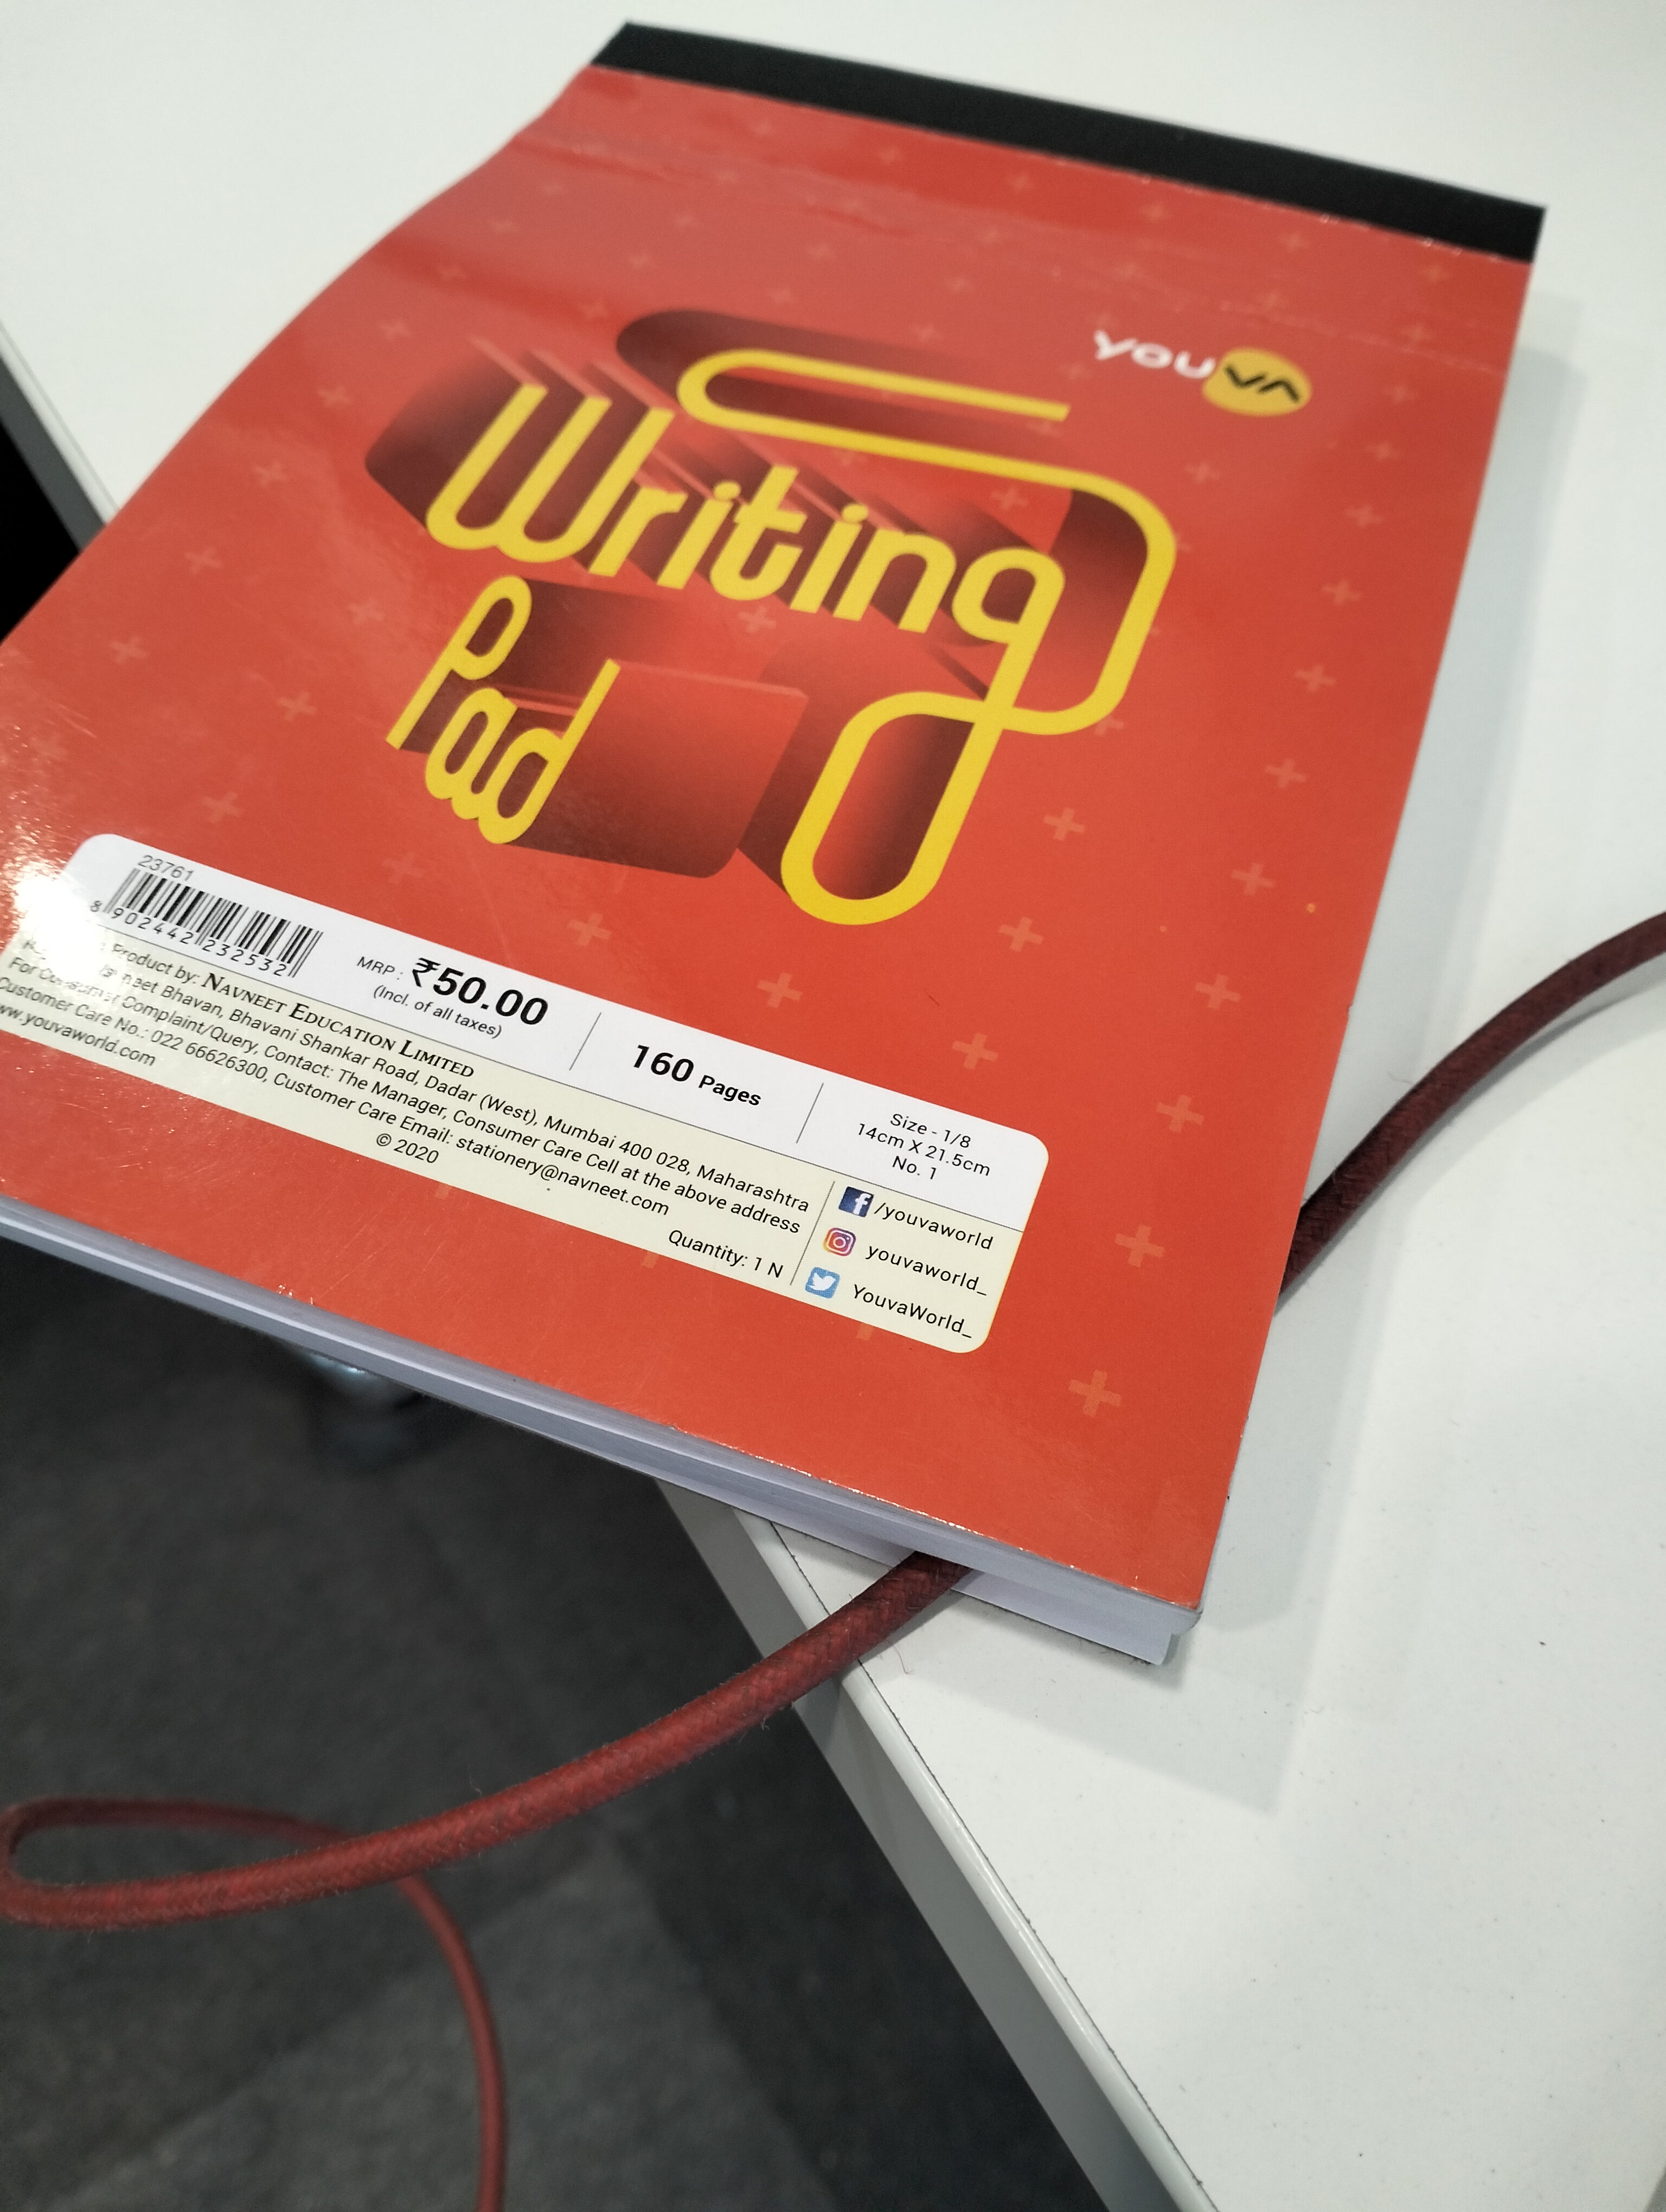 youVA
Writing
Pad
23761
8 902442 232532
MRP : ₹50.00
(Incl. of all taxes)
160 Pages
Size - 1/8
14cm X 21.5cm
No. 1
Product by: NAVNEET EDUCATION LIMITED
Bhavan, Bhavani Shankar Road, Dadar (West), Mumbai 400 028, Maharashtra
For Consumer Complaint/Query, Contact: The Manager, Consumer Care Cell at the above address
Customer Care No.: 022 66626300, Customer Care Email: stationery@navneet.com
www.youvaworld.com
© 2020
Quantity: 1 N
/youvaworld
youvaworld_
YouvaWorld_